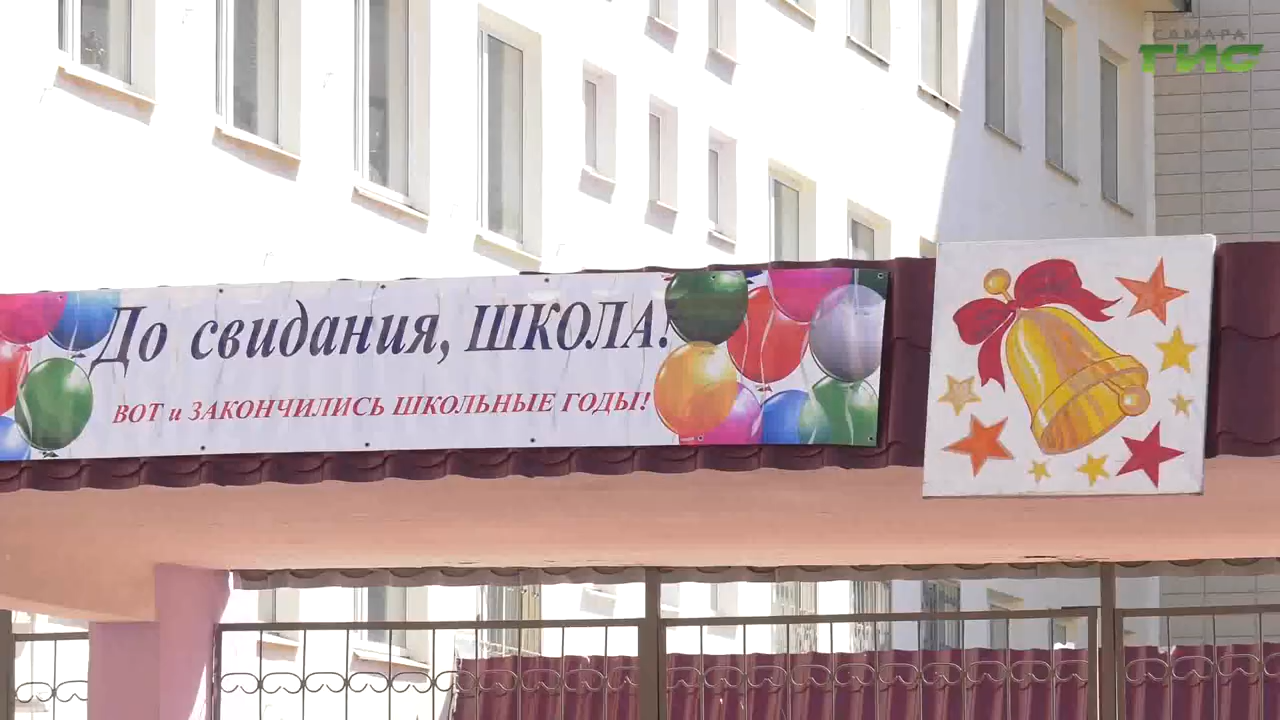 САМАРА
ГИС
До свидания, ШКОЛА!
ВОТ и ЗАКОНЧИЛИСЬ ШКОЛЬНЫЕ ГОДЫ!